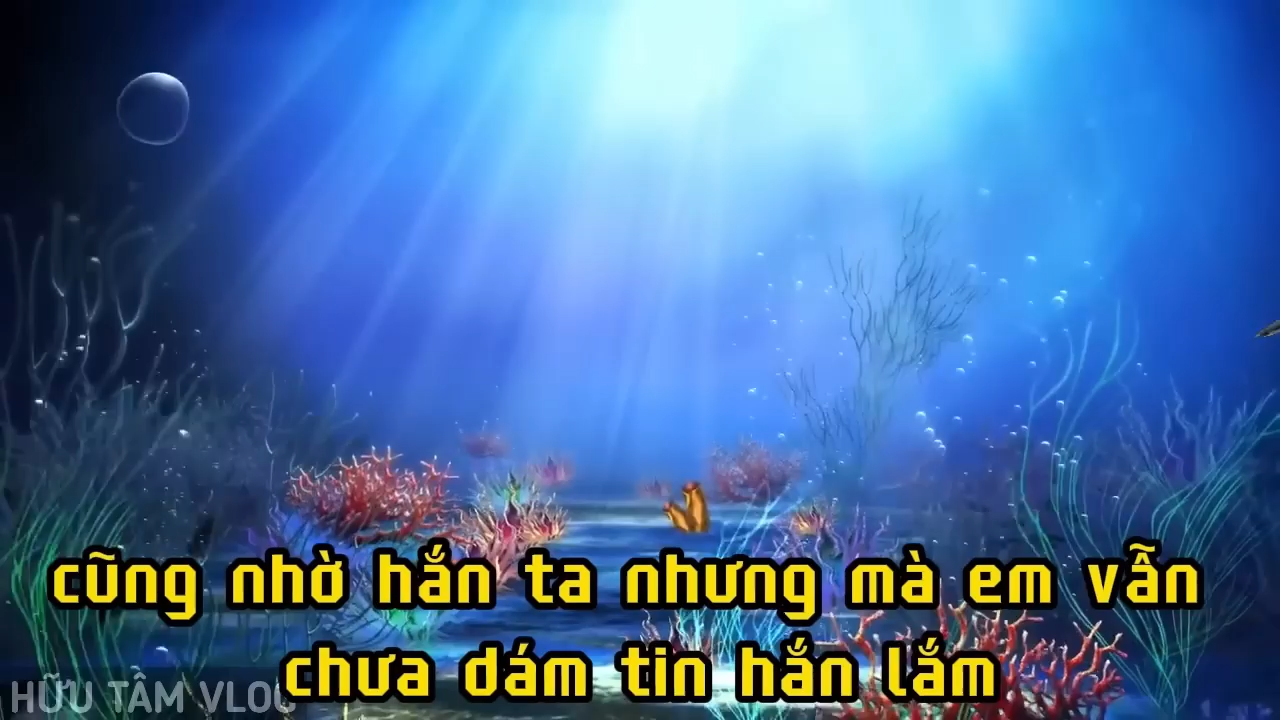 cũng nhờ hắn ta nhưng mà em vẫn
chưa dám tin hắn lắm
HỮU TÂM VLOG